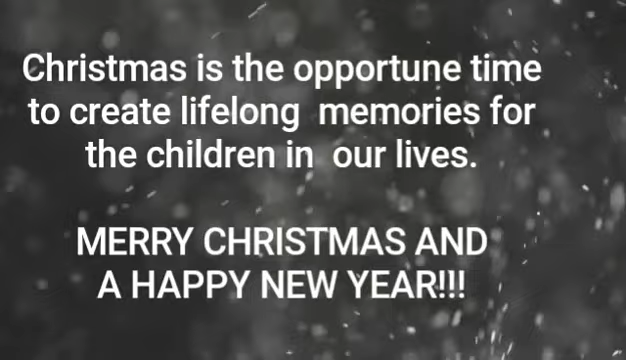 Christmas is the opportune time
to create lifelong  memories for
the children in  our lives.
MERRY CHRISTMAS AND
A HAPPY NEW YEAR!!!